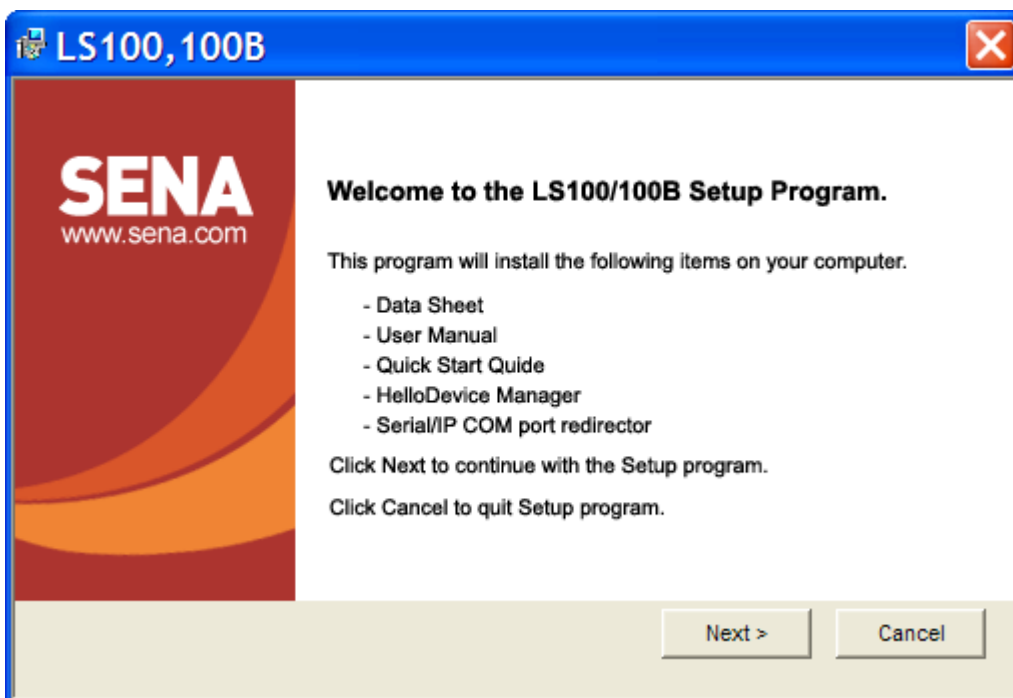 LS100,100B
SENA
www.sena.com
Welcome to the LS100/100B Setup Program.
This program will install the following items on your computer.
- Data Sheet
- User Manual
- Quick Start Quide
- HelloDevice Manager
- Serial/IP COM port redirector
Click Next to continue with the Setup program.
Click Cancel to quit Setup program.
Next >
Cancel